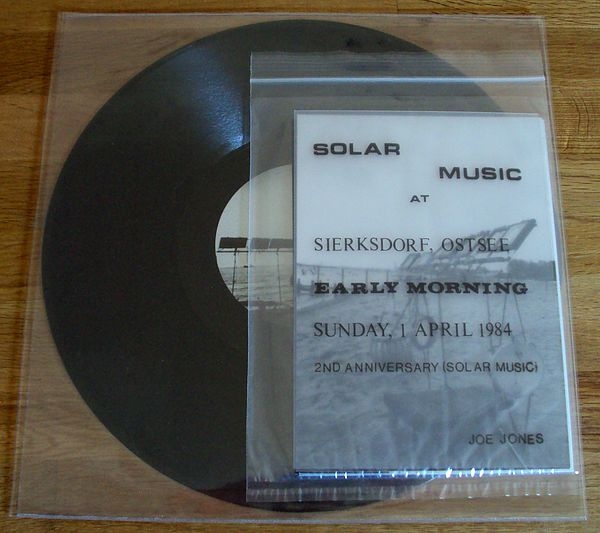 SOLAR
MUSIC
AT
SIERKSDORF, OSTSEE
EARLY MORNING
SUNDAY, 1 APRIL 1984
2ND ANNIVERSARY (SOLAR MUSIC)
JOE JONES